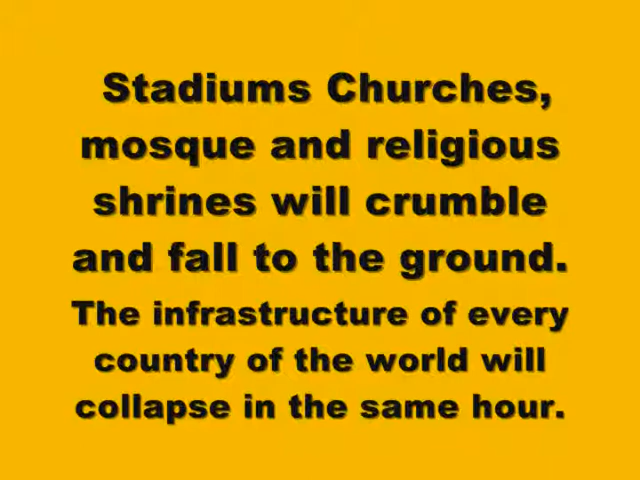 Stadiums Churches,
mosque and religious
shrines will crumble
and fall to the ground.
The infrastructure of every
country of the world will
collapse in the same hour.